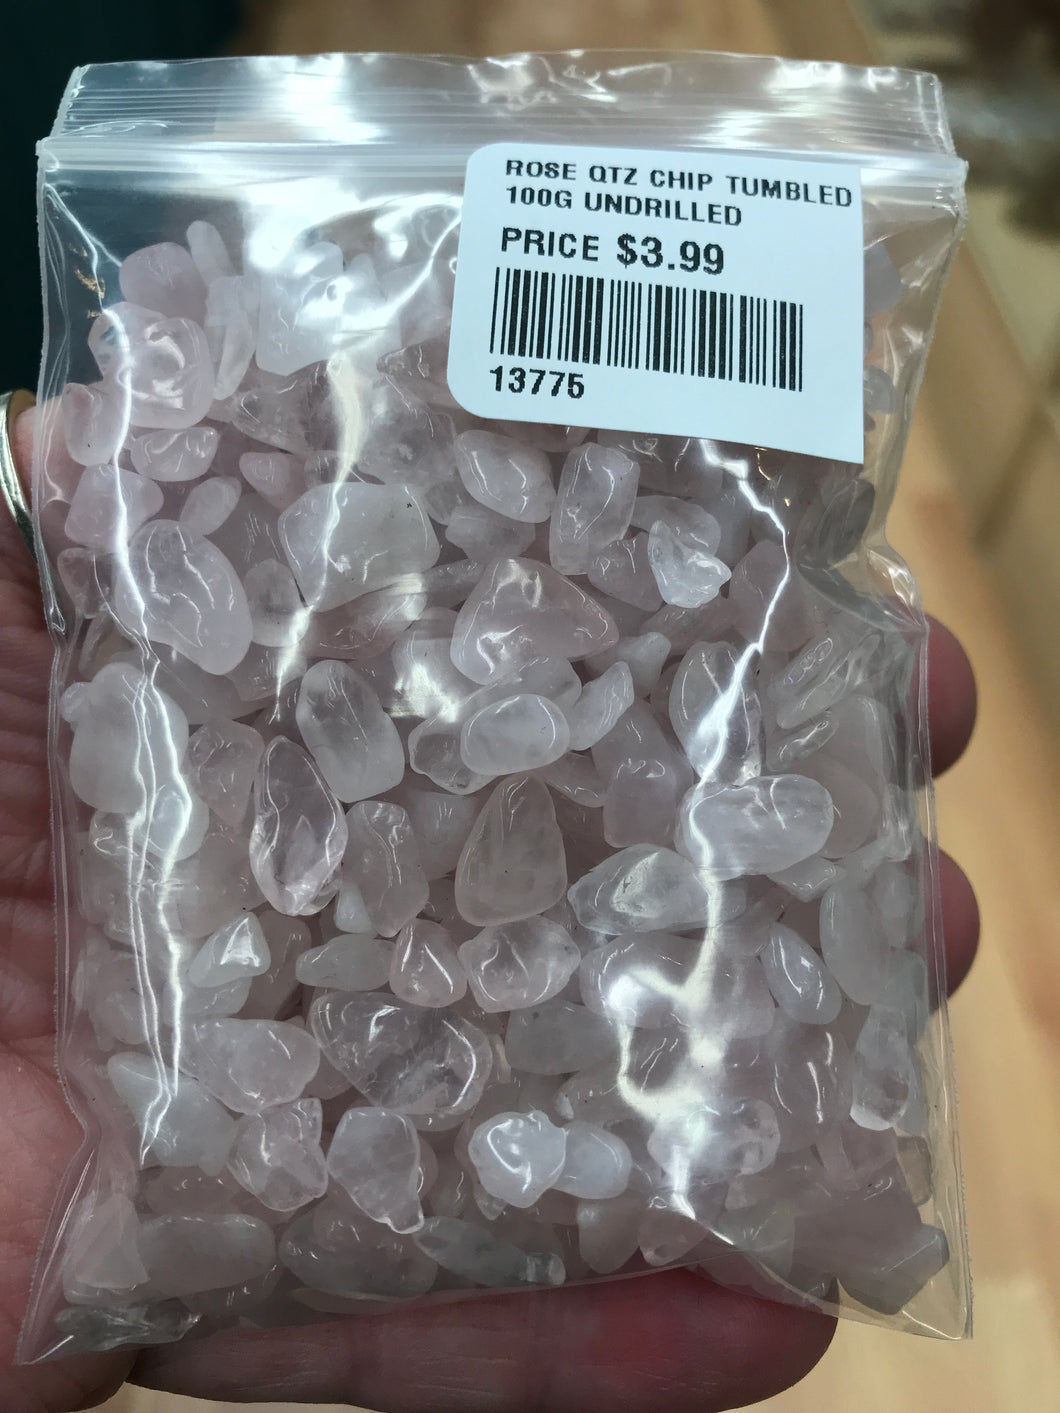 ROSE QTZ CHIP TUMBLED
100G UNDRILLED
PRICE $3.99
13775